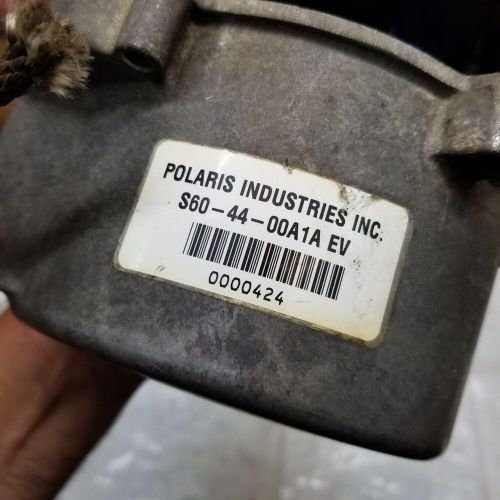 POLARIS INDUSTRIES INC.
S60-44-00A1A EV
0000424